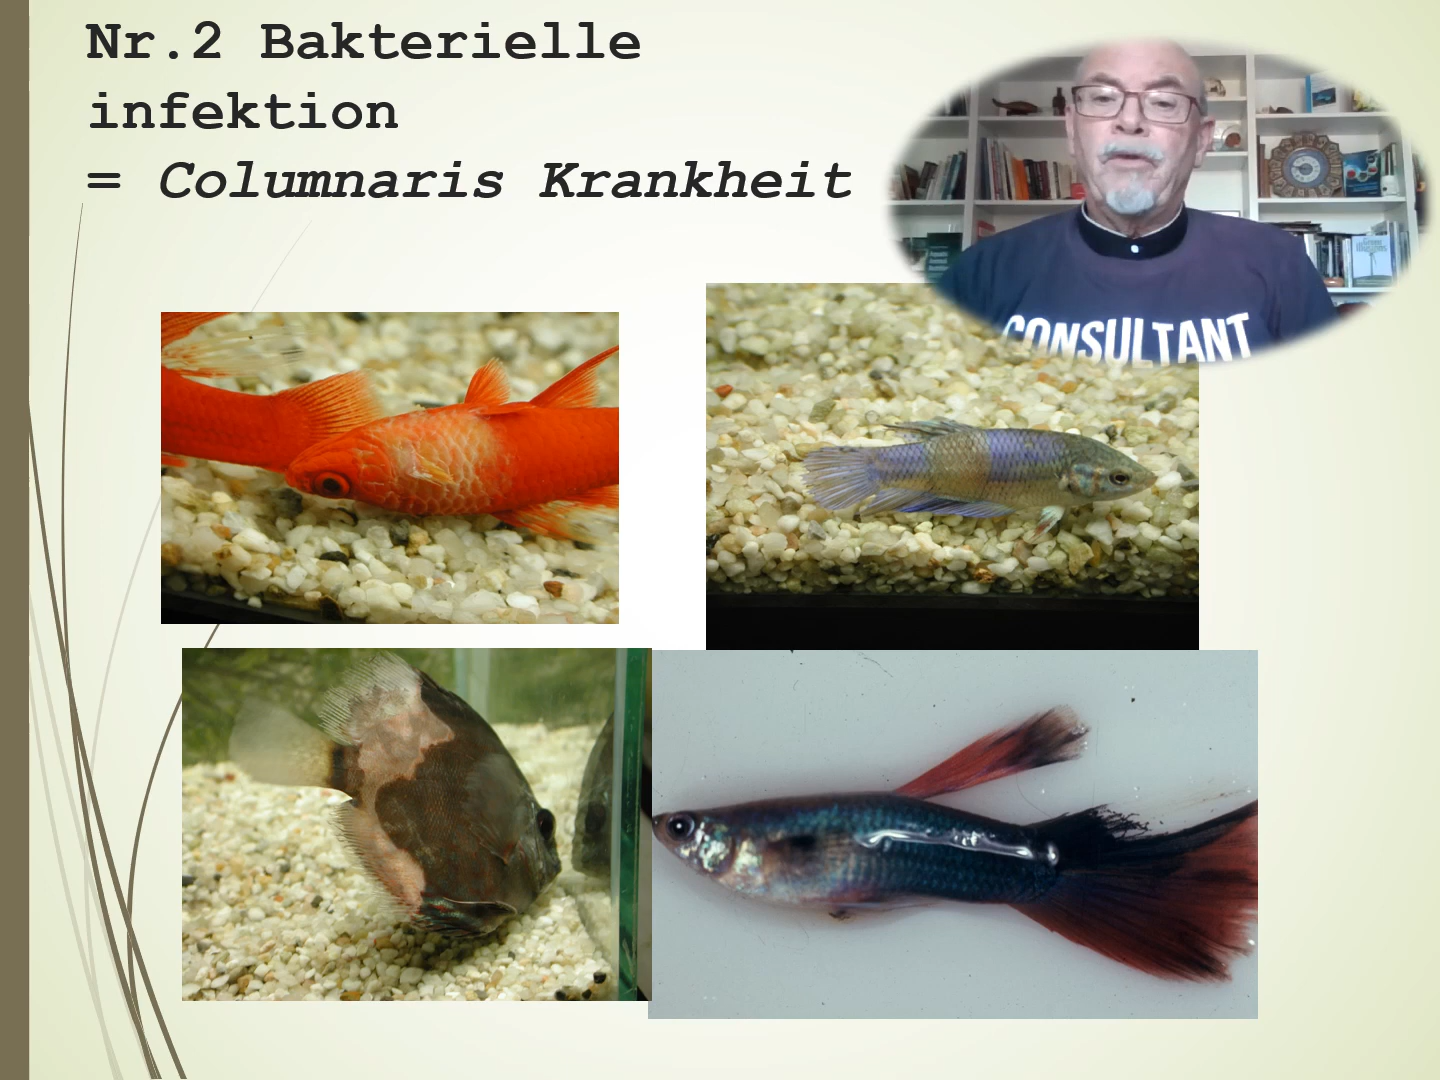 Nr.2 Bakterielle
infektion
= Columnaris Krankheit
CONSULTANT